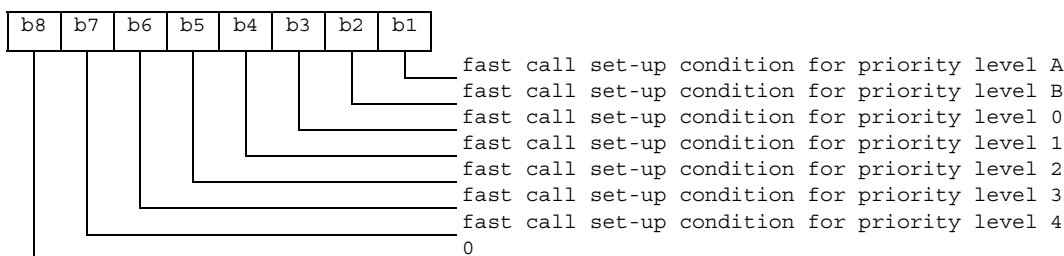 b8 b7 b6 b5 b4 b3 b2 b1
fast call set-up condition for priority level A
fast call set-up condition for priority level B
fast call set-up condition for priority level 0
fast call set-up condition for priority level 1
fast call set-up condition for priority level 2
fast call set-up condition for priority level 3
fast call set-up condition for priority level 4
0